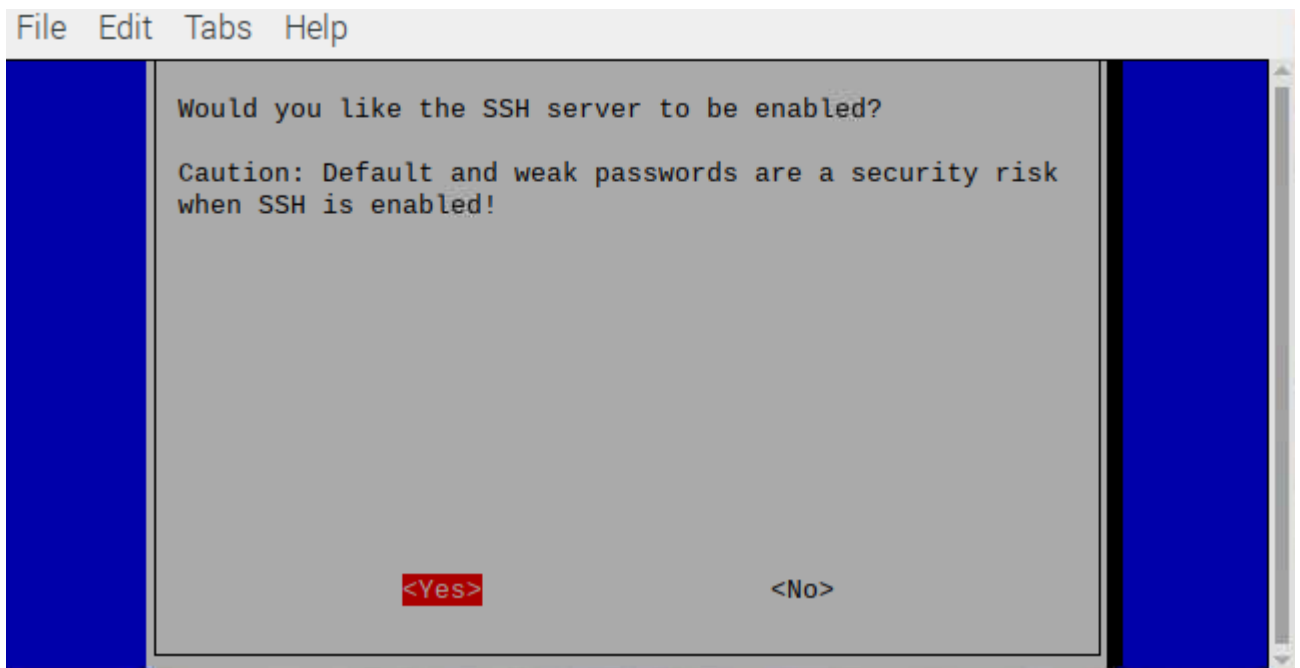 File Edit Tabs Help
Would you like the SSH server to be enabled?
Caution: Default and weak passwords are a security risk
when SSH is enabled!
<Yes> <No>